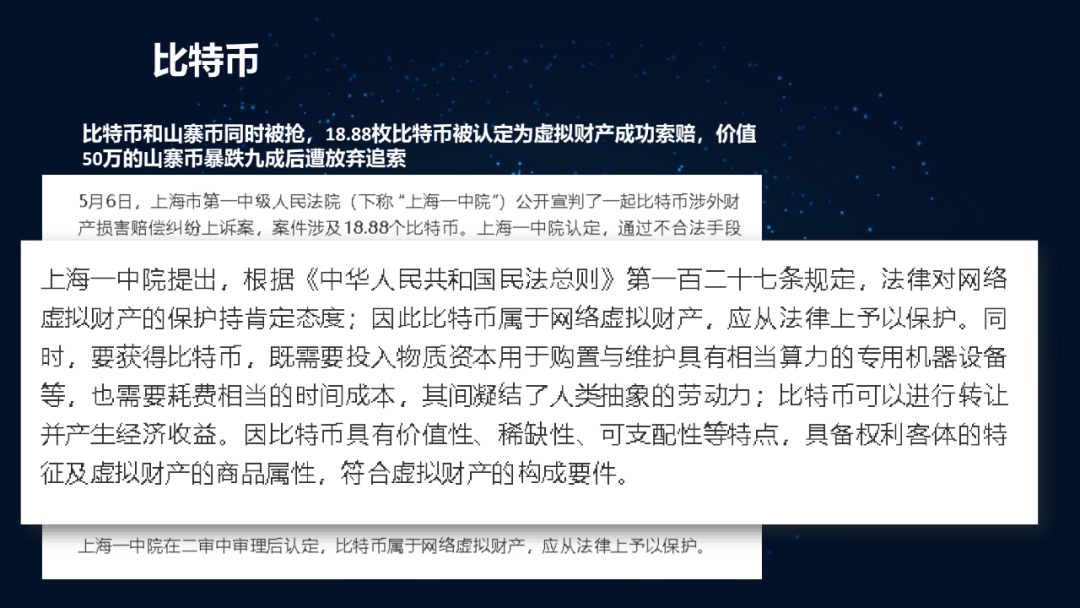 比特币
比特币和山寨币同时被抢，18.88枚比特币被认定为虚拟财产成功索赔，价值
50万的山寨币暴跌九成后遭放弃追索
5月6日，上海市第一中级人民法院（下称“上海一中院”）公开宣判了一起比特币涉外财
产损害赔偿纠纷上诉案，案件涉及18.88个比特币。上海一中院认定，通过不合法手段
上海一中院提出，根据《中华人民共和国民法总则》第一百二十七条规定，法律对网络
虚拟财产的保护持肯定态度；因此比特币属于网络虚拟财产，应从法律上予以保护。同
时，要获得比特币，既需要投入物质资本用于购置与维护具有相当算力的专用机器设备
等，也需要耗费相当的时间成本，其间凝结了人类抽象的劳动力；比特币可以进行转让
并产生经济收益。因比特币具有价值性、稀缺性、可支配性等特点，具备权利客体的特
征及虚拟财产的商品属性，符合虚拟财产的构成要件。
上海一中院在二审中审理后认定，比特币属于网络虚拟财产，应从法律上予以保护。